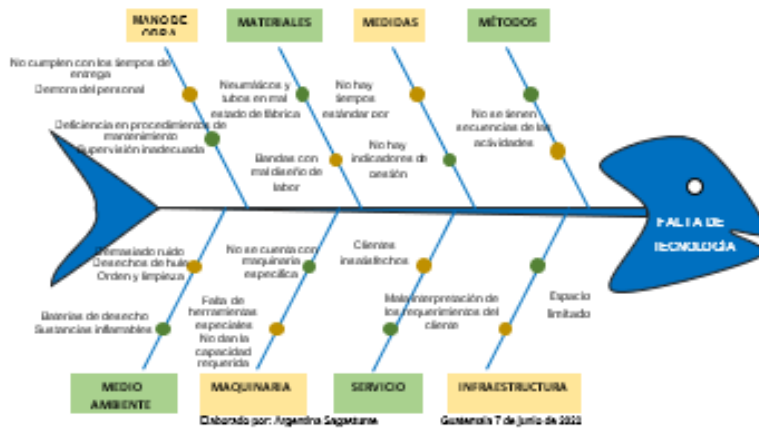 MANO DE
OBRA
MATERIALES
MEDIDAS
MÉTODOS
No cumplen con los tiempos de
entrega
Demora del personal
Deficiencia en procedimientos de
mantenimiento
Supervisión inadecuada
Neumáticos y
tubos en mal
estado de fábrica
Bandas con
mal diseño de
labor
No hay
tiempos
estándar por
No hay
indicadores de
gestión
No se tienen
secuencias de las
actividades
FALTA DE
TECNOLOGÍA
Demasiado ruido
Desechos de hule
Orden y limpieza
Baterías de desecho
Sustancias inflamables
No se cuenta con
maquinaria
específica
Falta de
herramientas
especiales
No dan la
capacidad
requerida
Clientes
insatisfechos
Mala interpretación de
los requerimientos del
cliente
Espacio
limitado
MEDIO
AMBIENTE
MAQUINARIA
SERVICIO
INFRAESTRUCTURA
Elaborado por: Argentina Sagastume
Guatemala 7 de junio de 2022